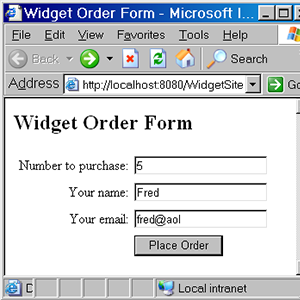 Widget Order Form - Microsoft I...
File Edit View Favorites Tools Help
Back Search
Address http://localhost:8080/WidgetSite Go
Widget Order Form
Number to purchase: 5
Your name: Fred
Your email: fred@aol
Place Order
Local intranet